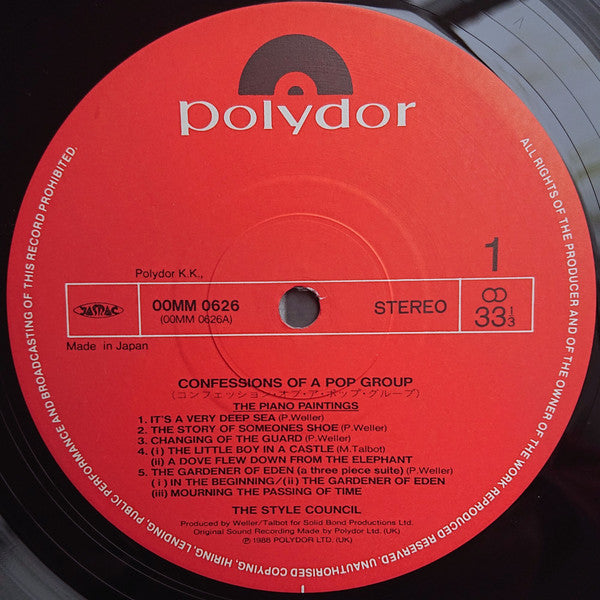 polydor
1
Polydor K.K.,
JASRAC
00MM 0626
(00MM 0626A)
STEREO
33 1/3
Made in Japan
CONFESSIONS OF A POP GROUP
(コンフェッション・オブ・ア・ポップ・グループ)
THE PIANO PAINTINGS
1. IT'S A VERY DEEP SEA (P.Weller)
2. THE STORY OF SOMEONES SHOE (P.Weller)
3. CHANGING OF THE GUARD (P.Weller)
4. (i) THE LITTLE BOY IN A CASTLE (M.Talbot)
(ii) A DOVE FLEW DOWN FROM THE ELEPHANT
5. THE GARDENER OF EDEN (a three piece suite) (P.Weller)
(i) IN THE BEGINNING/(ii) THE GARDENER OF EDEN
(iii) MOURNING THE PASSING OF TIME
THE STYLE COUNCIL
Produced by Weller/Talbot for Solid Bond Productions Ltd.
Original Sound Recording Made by Polydor Ltd.(UK)
Ⓟ 1988 POLYDOR LTD.(UK)
ALL RIGHTS OF THE PRODUCER AND OF THE OWNER OF THE WORK REPRODUCED RESERVED. UNAUTHORISED COPYING, HIRING, LENDING, PUBLIC PERFORMANCE AND BROADCASTING OF THIS RECORD PROHIBITED.